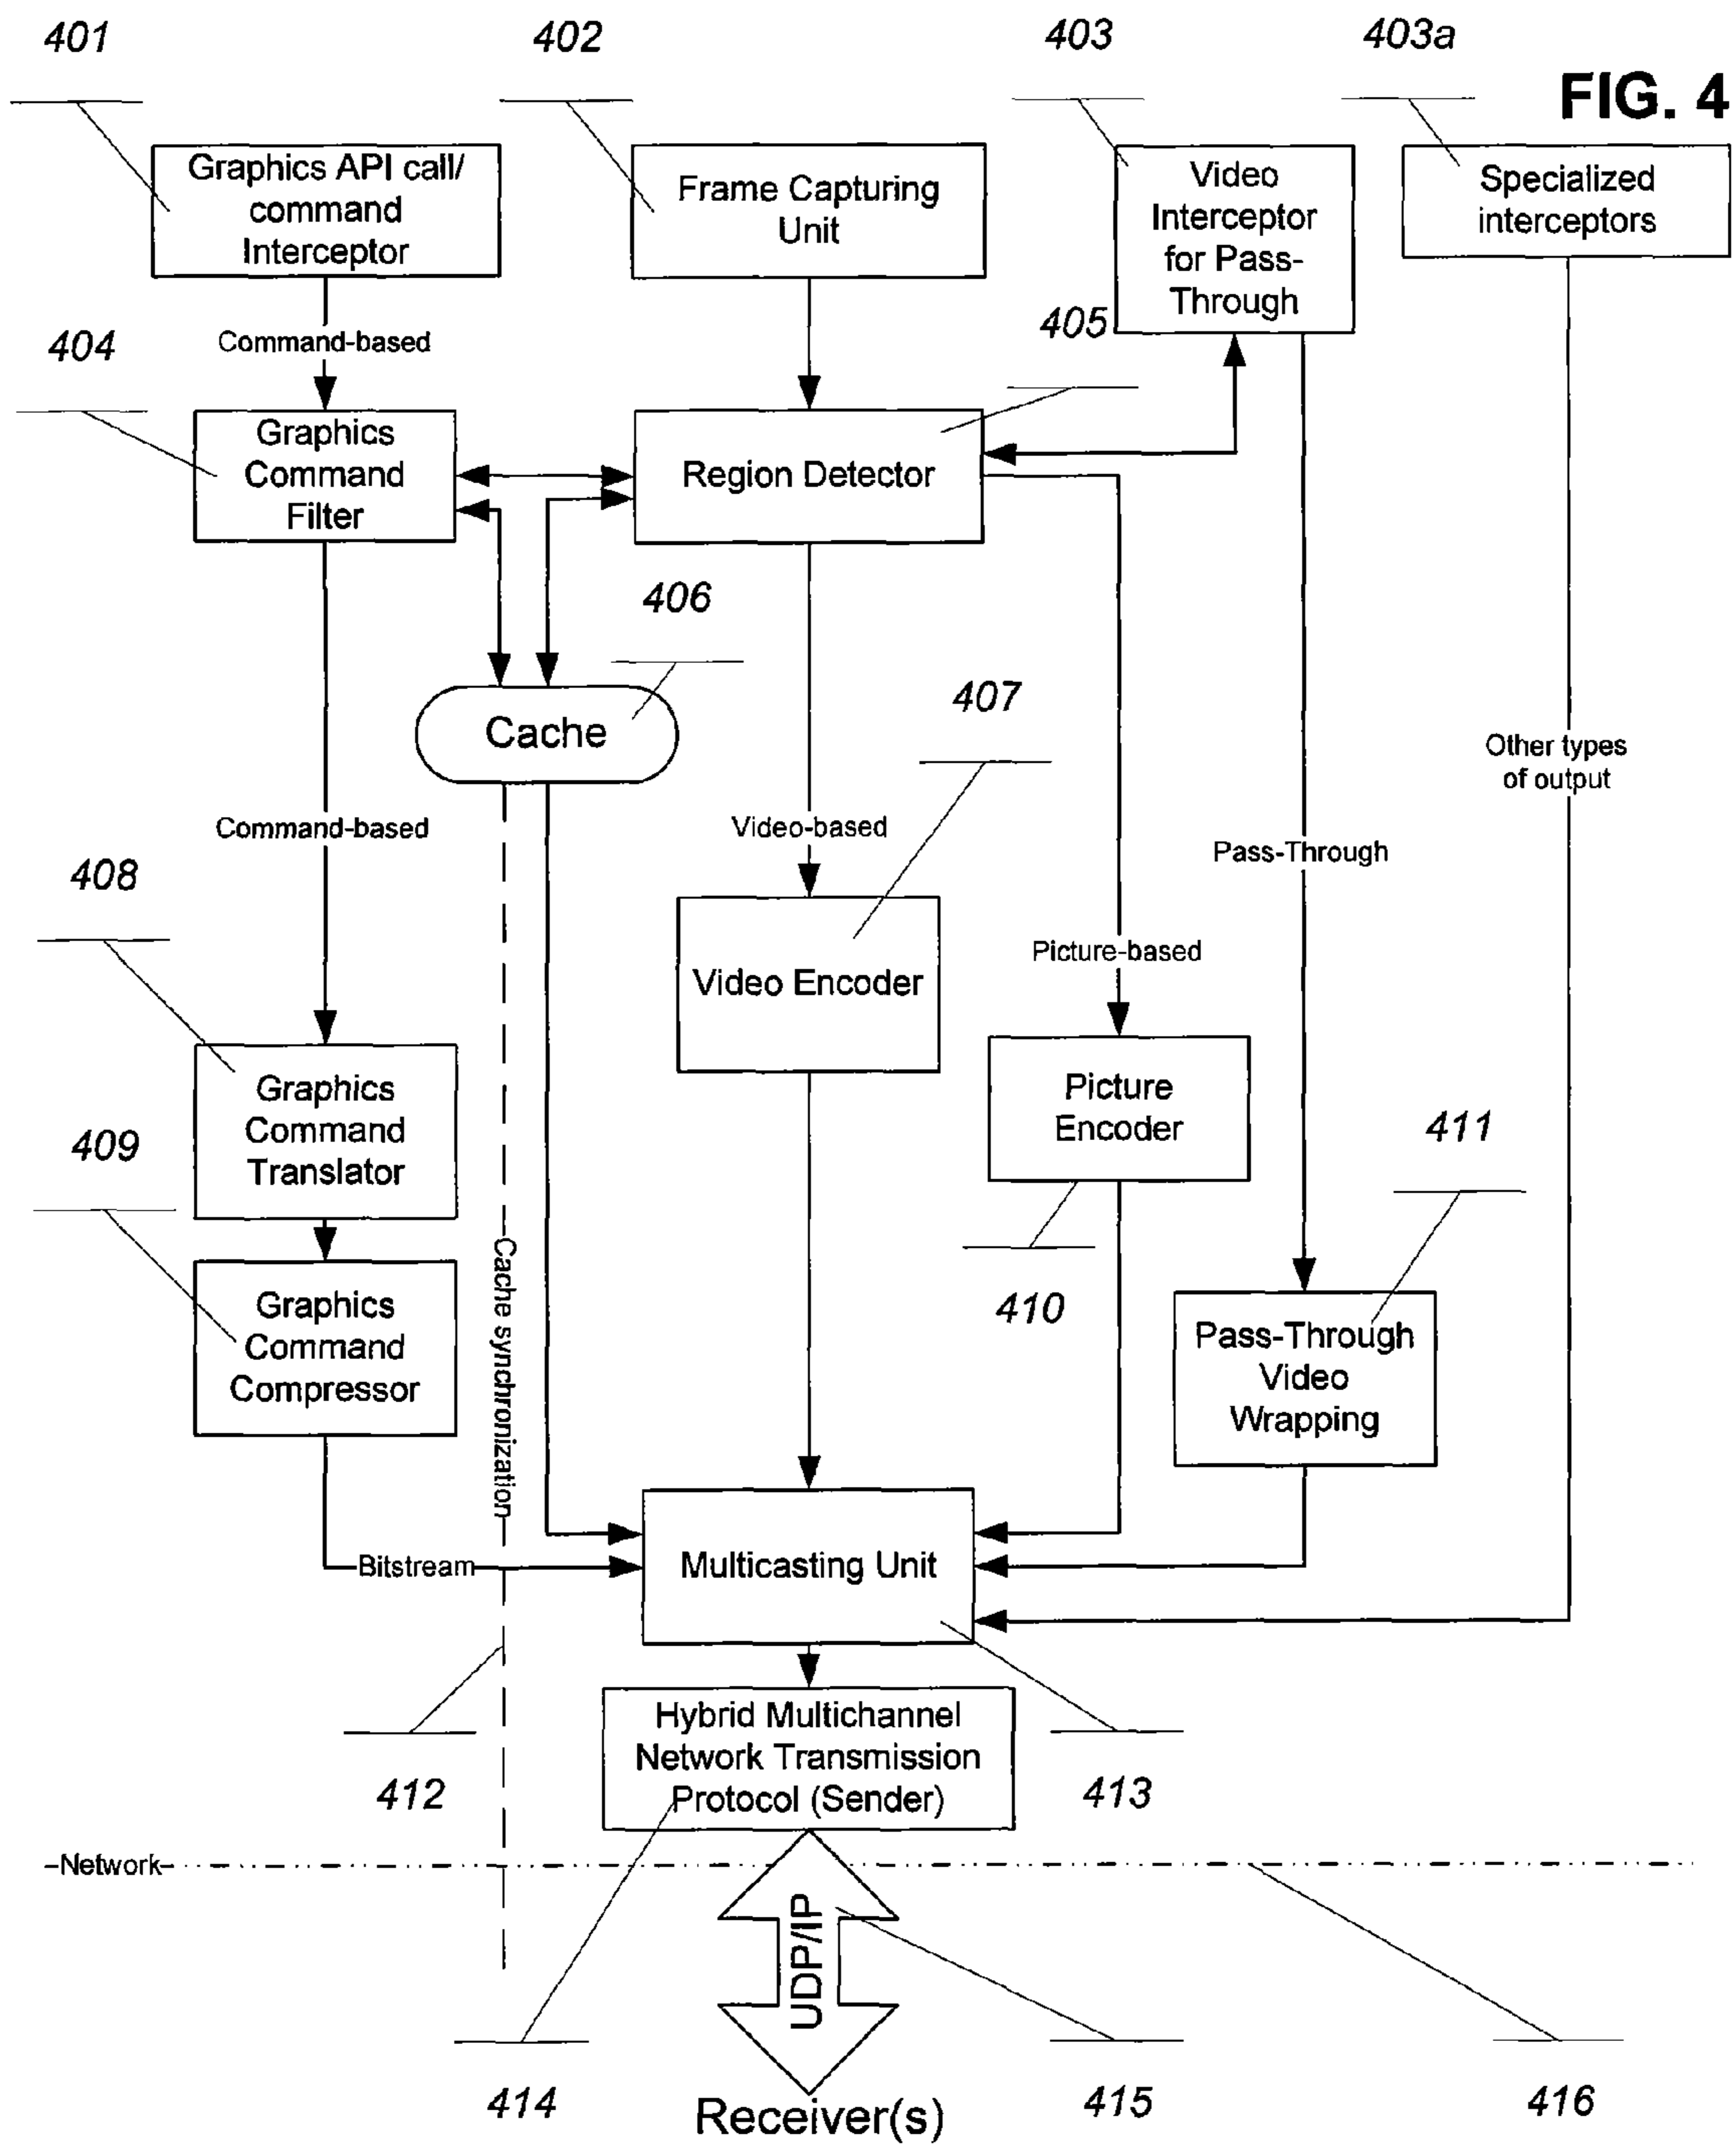 401
402
403
403a
FIG. 4
Graphics API call/
command
Interceptor
Frame Capturing
Unit
Video
Interceptor
for Pass-
Through
Specialized
interceptors
404
Command-based
405
Graphics
Command
Filter
Region Detector
406
Cache
407
Other types
of output
Command-based
Video-based
Pass-Through
408
Picture-based
Video Encoder
Graphics
Command
Translator
Picture
Encoder
409
411
Cache synchronization
Graphics
Command
Compressor
410
Pass-Through
Video
Wrapping
Bitstream
Multicasting Unit
Hybrid Multichannel
Network Transmission
Protocol (Sender)
412
413
Network
UDP/IP
414
Receiver(s)
415
416